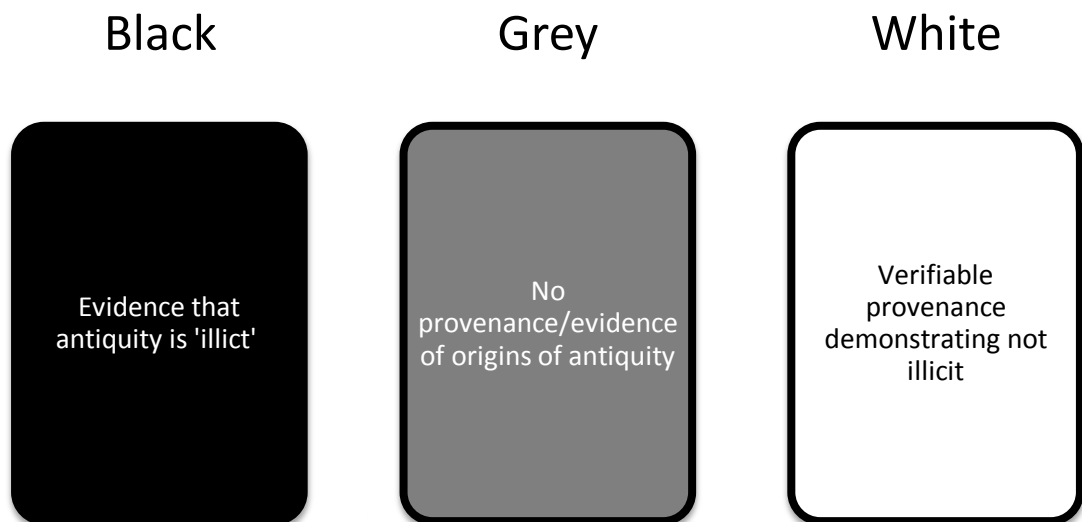 Black
Grey
White
Evidence that
antiquity is 'illict'
No
provenance/evidence
of origins of antiquity
Verifiable
provenance
demonstrating not
illicit